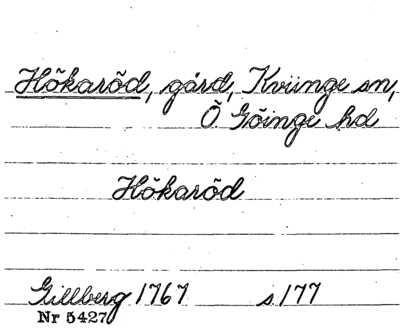 Hökaröd, gård, Kviinge sn,
Ö. Göinge hd
Hökaröd
Gillberg 1767 s. 177
Nr 5427